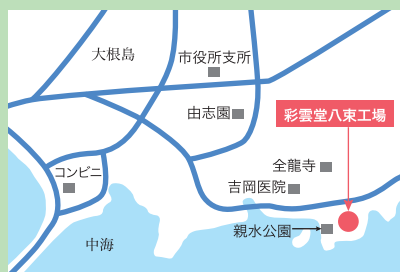 大根島
市役所支所
由志園
彩雲堂八束工場
全龍寺
コンビニ
吉岡医院
親水公園
中海